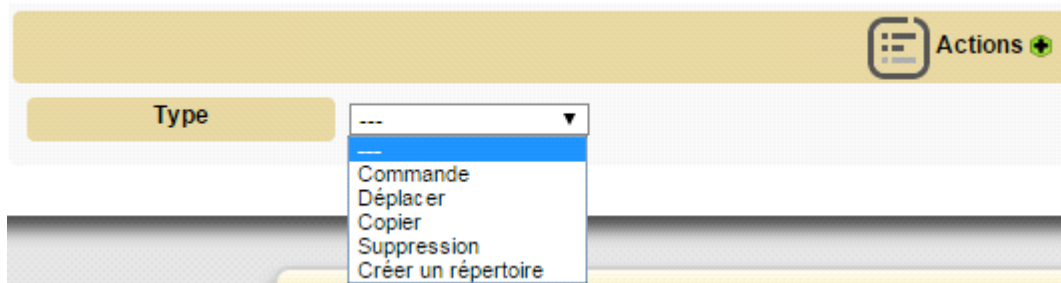 Actions
Type
---
---
Commande
Déplacer
Copier
Suppression
Créer un répertoire